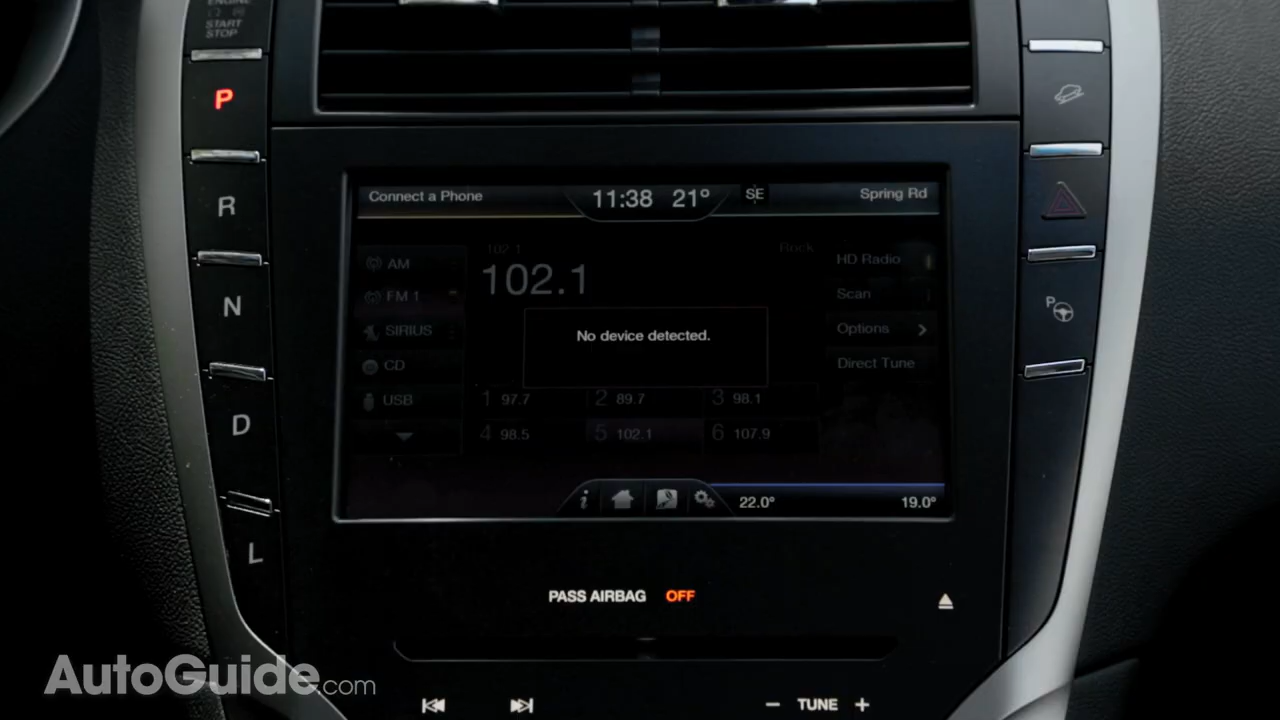 ENGINE
START
STOP
P
R
N
D
L
Connect a Phone
11:38 21°
SE
Spring Rd
AM
FM 1
SIRIUS
CD
USB
102.1
Rock
102.1
No device detected.
HD Radio
Scan
Options
Direct Tune
1 97.7
2 89.7
3 98.1
4 98.5
5 102.1
6 107.9
22.0°
19.0°
P
PASS AIRBAG OFF
− TUNE +
AutoGuide.com